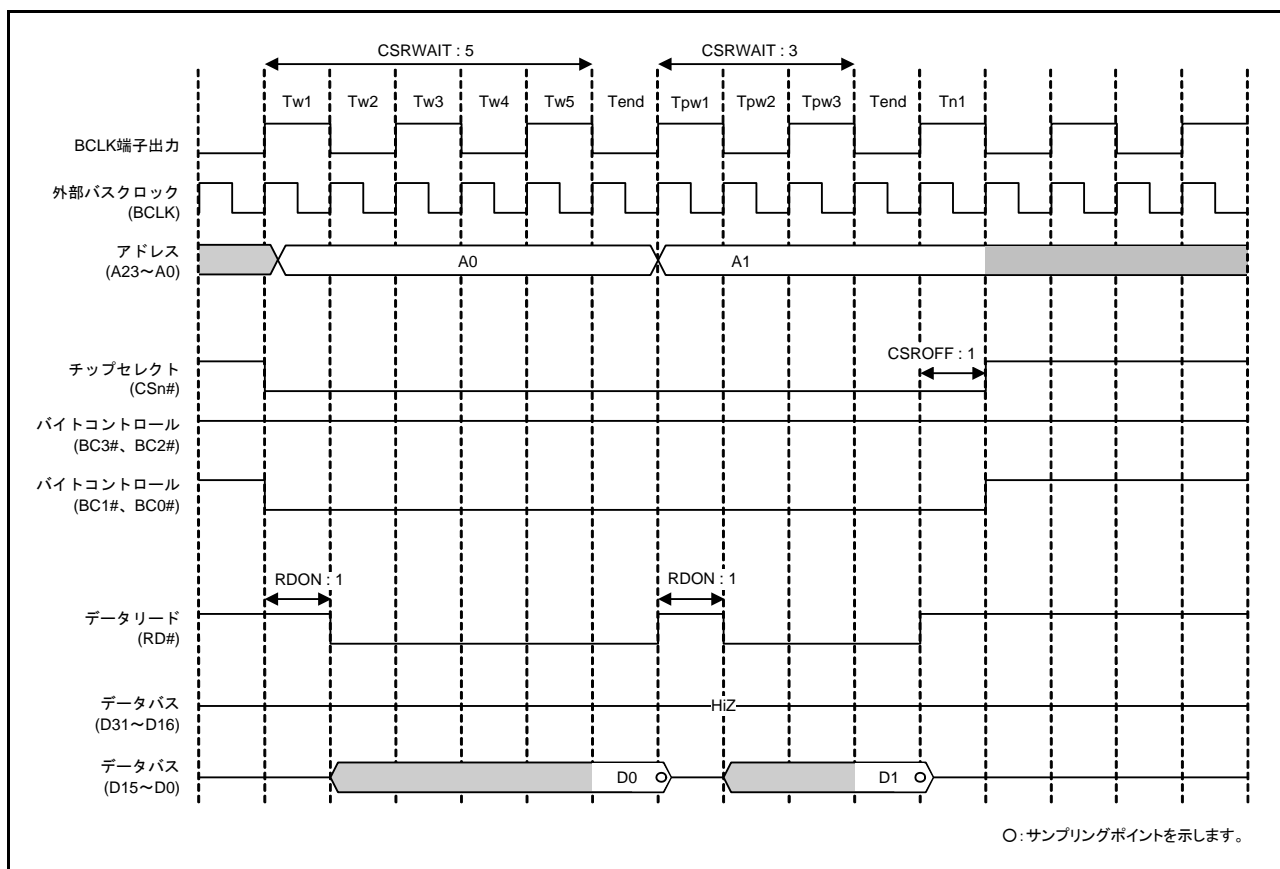 CSRWAIT : 5
CSRWAIT : 3
Tw1 Tw2 Tw3 Tw4 Tw5 Tend Tpw1 Tpw2 Tpw3 Tend Tn1
BCLK端子出力
外部バスクロック
(BCLK)
アドレス
(A23～A0)
A0
A1
CSROFF : 1
チップセレクト
(CSn#)
バイトコントロール
(BC3#、BC2#)
バイトコントロール
(BC1#、BC0#)
RDON : 1
RDON : 1
データリード
(RD#)
データバス
(D31～D16)
HiZ
データバス
(D15～D0)
D0
D1
○：サンプリングポイントを示します。